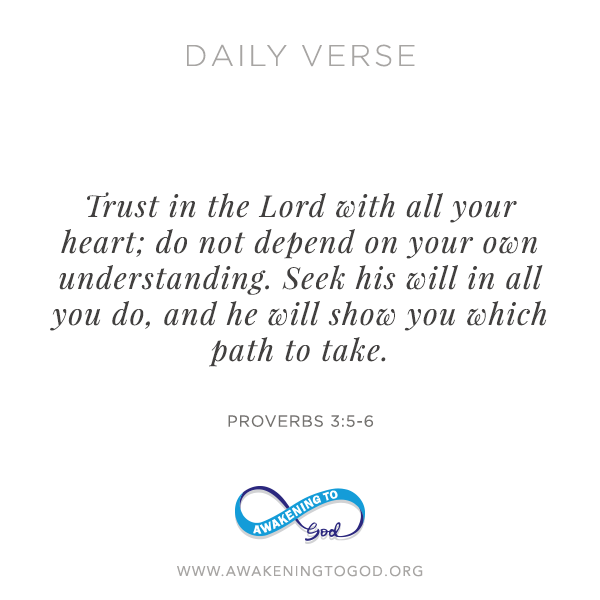 DAILY VERSE
Trust in the Lord with all your
heart; do not depend on your own
understanding. Seek his will in all
you do, and he will show you which
path to take.
PROVERBS 3:5-6
AWAKENING TO
God
WWW.AWAKENINGTOGOD.ORG